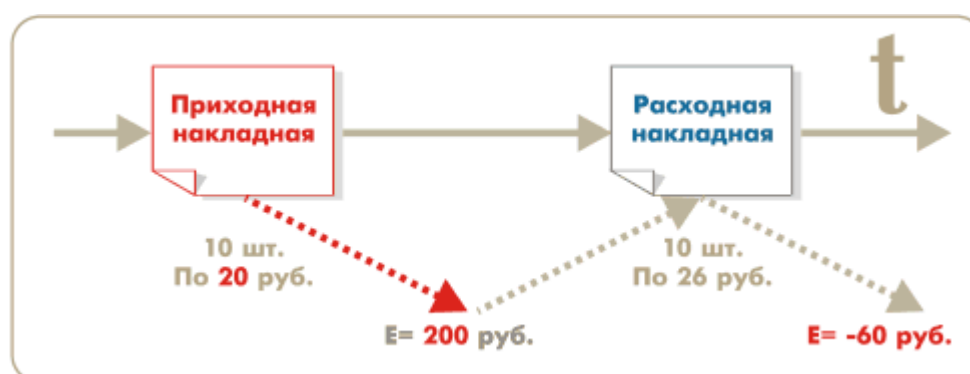 t
Приходная
накладная
Расходная
накладная
10 шт.
По 20 руб.
10 шт.
По 26 руб.
E= 200 руб.
E= -60 руб.